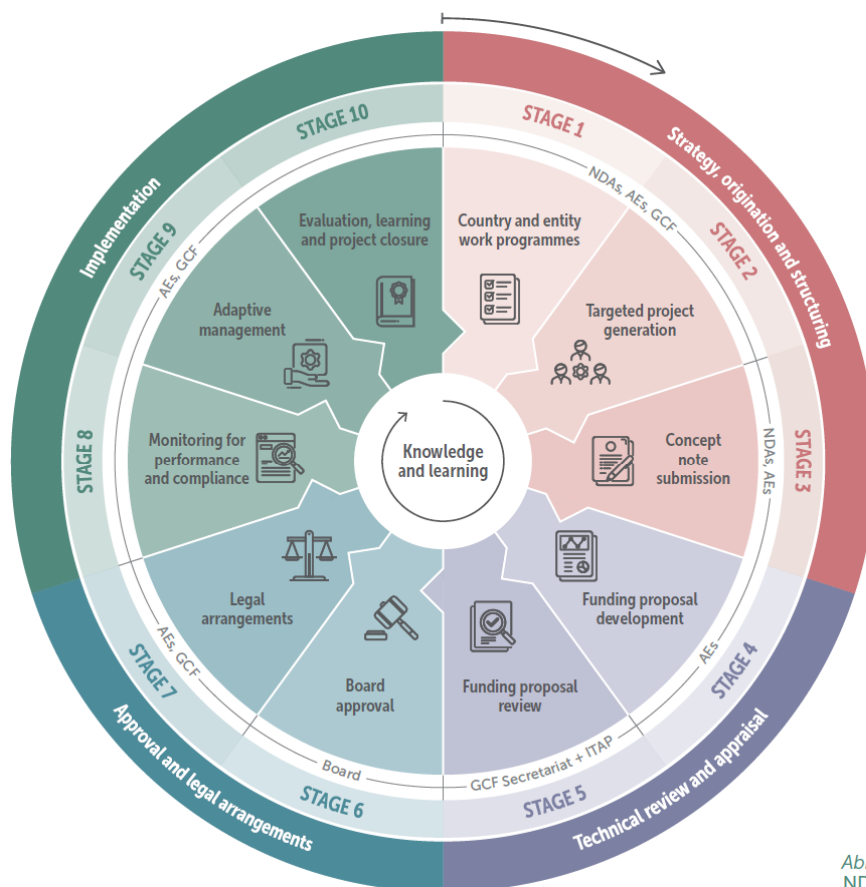 Strategy, origination and structuring
STAGE 1
NDAs, AEs, GCF
Country and entity
work programmes
STAGE 2
Targeted project
generation
STAGE 3
NDAs, AEs
Concept
note
submission
Technical review and appraisal
STAGE 4
AEs
Funding proposal
development
STAGE 5
GCF Secretariat + ITAP
Funding proposal
review
Approval and legal arrangements
STAGE 6
Board
Board
approval
STAGE 7
AEs, GCF
Legal
arrangements
Implementation
STAGE 8
Monitoring for
performance
and compliance
STAGE 9
AEs, GCF
Adaptive
management
STAGE 10
Evaluation, learning
and project closure
Knowledge
and learning
Ab
ND